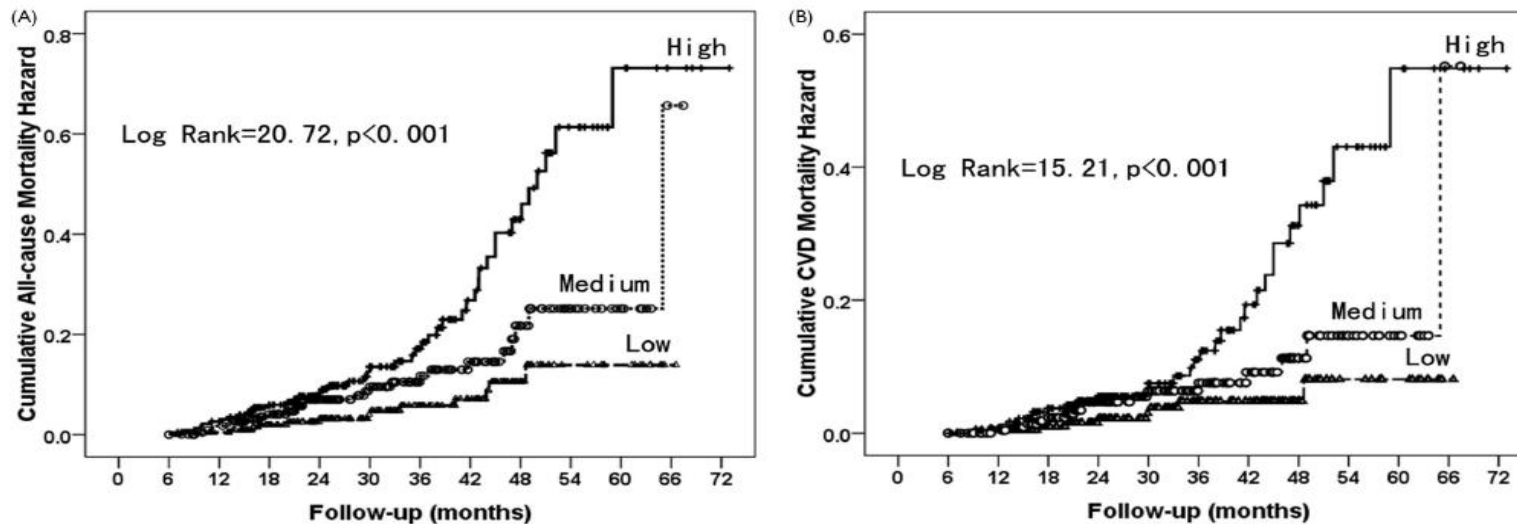 (A)
Cumulative All-cause Mortality Hazard
0.8
0.6
0.4
0.2
0.0
High
Log Rank=20.72, p<0.001
Medium
Low
0 6 12 18 24 30 36 42 48 54 60 66 72
Follow-up (months)
(B)
Cumulative CVD Mortality Hazard
0.6
0.4
0.2
0.0
High
Log Rank=15.21, p<0.001
Medium
Low
0 6 12 18 24 30 36 42 48 54 60 66 72
Follow-up (months)